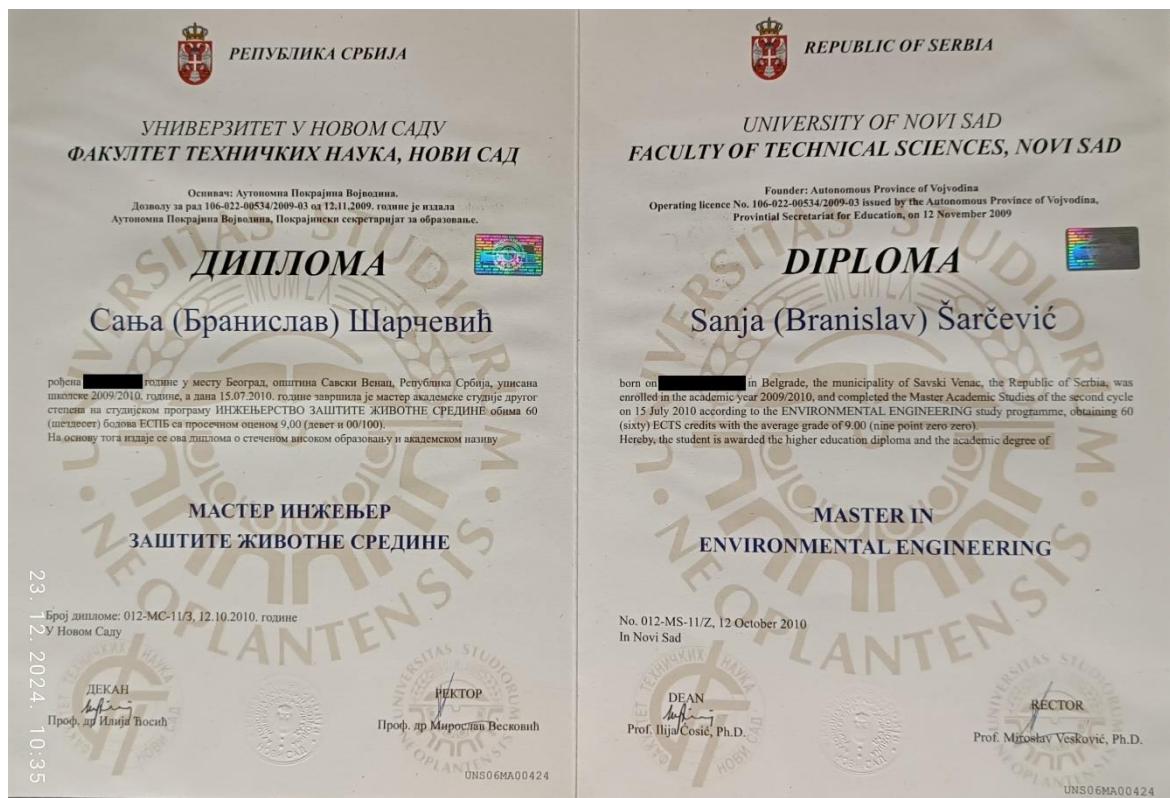 РЕПУБЛИКА СРБИЈА
УНИВЕРЗИТЕТ У НОВОМ САДУ
ФАКУЛТЕТ ТЕХНИЧКИХ НАУКА, НОВИ САД
Оснивач: Аутономна Покрајина Војводина.
Дозволу за рад 106-022-00534/2009-03 од 12.11.2009. године је издала
Аутономна Покрајина Војводина, Покрајински секретаријат за образовање.
ДИПЛОМА
Сања (Бранислав) Шарчевић
рођена године у месту Београд, општина Савски Венац, Република Србија, уписана
школске 2009/2010. године, а дана 15.07.2010. године завршила је мастер академске студије другог
степена на студијском програму ИНЖЕЊЕРСТВО ЗАШТИТЕ ЖИВОТНЕ СРЕДИНЕ обима 60
(шездесет) бодова ЕСПБ са просечном оценом 9,00 (девет и 00/100).
На основу тога издаје се ова диплома о стеченом високом образовању и академском називу
МАСТЕР ИНЖЕЊЕР
ЗАШТИТЕ ЖИВОТНЕ СРЕДИНЕ
Број дипломе: 012-МС-11/З, 12.10.2010. године
У Новом Саду
ДЕКАН
Проф. др Илија Ћосић
РЕКТОР
Проф. др Мирослав Весковић
UNS06MA00424
REPUBLIC OF SERBIA
UNIVERSITY OF NOVI SAD
FACULTY OF TECHNICAL SCIENCES, NOVI SAD
Founder: Autonomous Province of Vojvodina
Operating licence No. 106-022-00534/2009-03 issued by the Autonomous Province of Vojvodina,
Provintial Secretariat for Education, on 12 November 2009
DIPLOMA
Sanja (Branislav) Šarčević
born on in Belgrade, the municipality of Savski Venac, the Republic of Serbia, was
enrolled in the academic year 2009/2010, and completed the Master Academic Studies of the second cycle
on 15 July 2010 according to the ENVIRONMENTAL ENGINEERING study programme, obtaining 60
(sixty) ECTS credits with the average grade of 9.00 (nine point zero zero).
Hereby, the student is awarded the higher education diploma and the academic degree of
MASTER IN
ENVIRONMENTAL ENGINEERING
No. 012-MS-11/Z, 12 October 2010
In Novi Sad
DEAN
Prof. Ilija Ćosić, Ph.D.
RECTOR
Prof. Miroslav Vesković, Ph.D.
UNS06MA00424
UNIVERSITAS STUDIORUM NEOPLANTENSIS
MCMLX
UNIVERSITAS STUDIORUM NEOPLANTENSIS
MCMLX
23. 12. 2024. 10:35